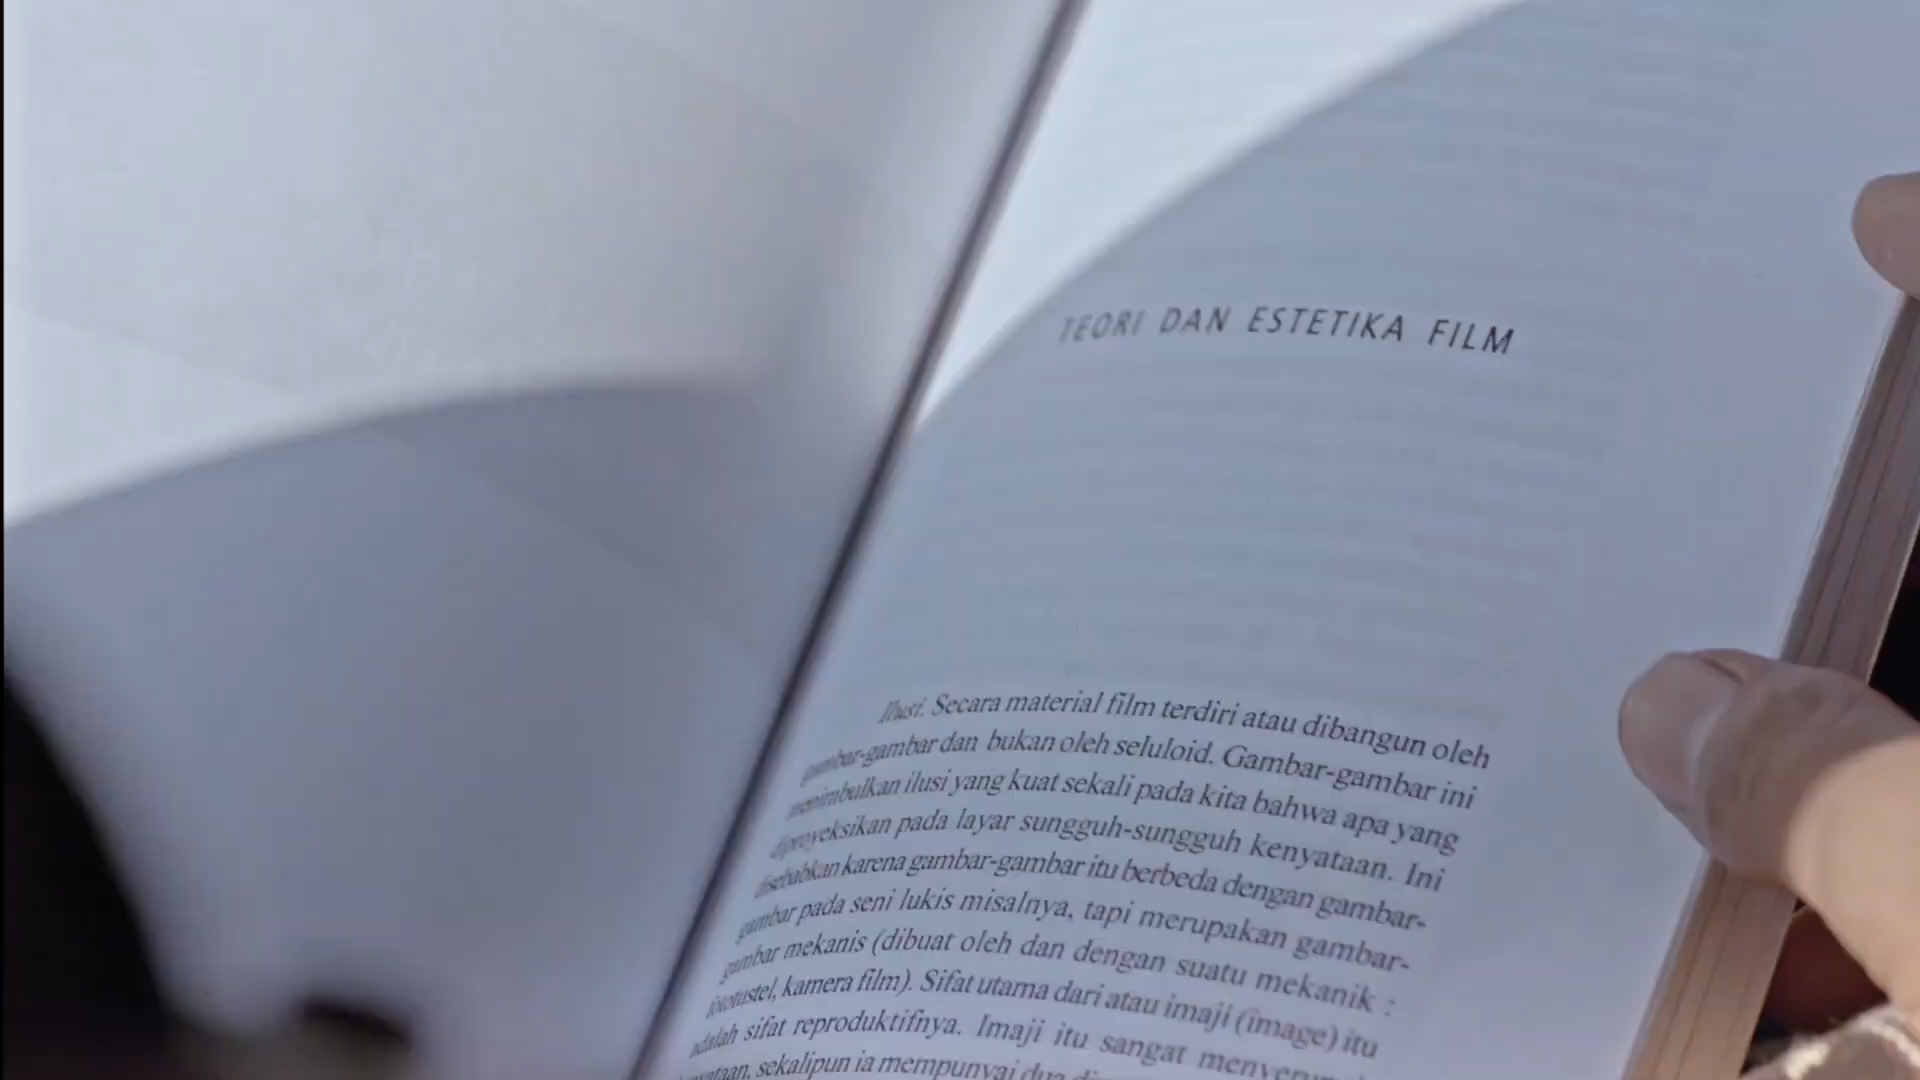 TEORI DAN ESTETIKA FILM
Ilusi. Secara material film terdiri atau dibangun oleh
gambar-gambar dan bukan oleh seluloid. Gambar-gambar ini
menimbulkan ilusi yang kuat sekali pada kita bahwa apa yang
diproyeksikan pada layar sungguh-sungguh kenyataan. Ini
disebabkan karena gambar-gambar itu berbeda dengan gambar-
gambar pada seni lukis misalnya, tapi merupakan gambar-
gambar mekanis (dibuat oleh dan dengan suatu mekanik :
fototustel, kamera film). Sifat utama dari atau imaji (image) itu
adalah sifat reproduktifnya. Imaji itu sangat
sekalipun ia mempunyai dua